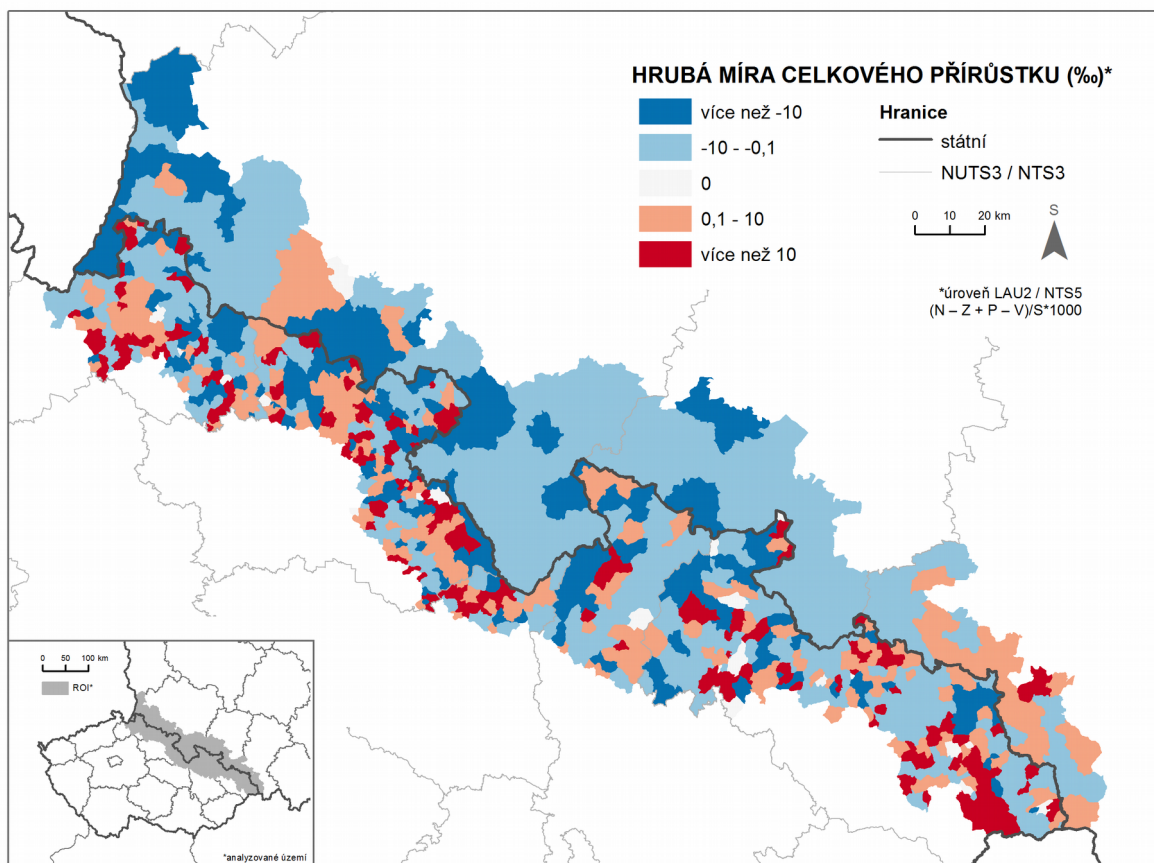 HRUBÁ MÍRA CELKOVÉHO PŘÍRŮSTKU (‰)*
více než -10
-10 - -0,1
0
0,1 - 10
více než 10
Hranice
státní
NUTS3 / NTS3
0 10 20 km
S
*úroveň LAU2 / NTS5
(N – Z + P – V)/S*1000
0 50 100 km
ROI*
*analyzované území